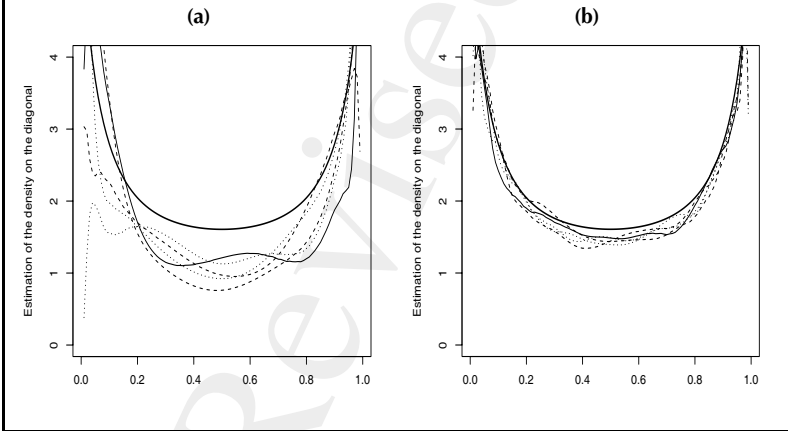 (a)
(b)
Estimation of the density on the diagonal
0 1 2 3 4
0.0 0.2 0.4 0.6 0.8 1.0
Estimation of the density on the diagonal
0 1 2 3 4
0.0 0.2 0.4 0.6 0.8 1.0
Revised